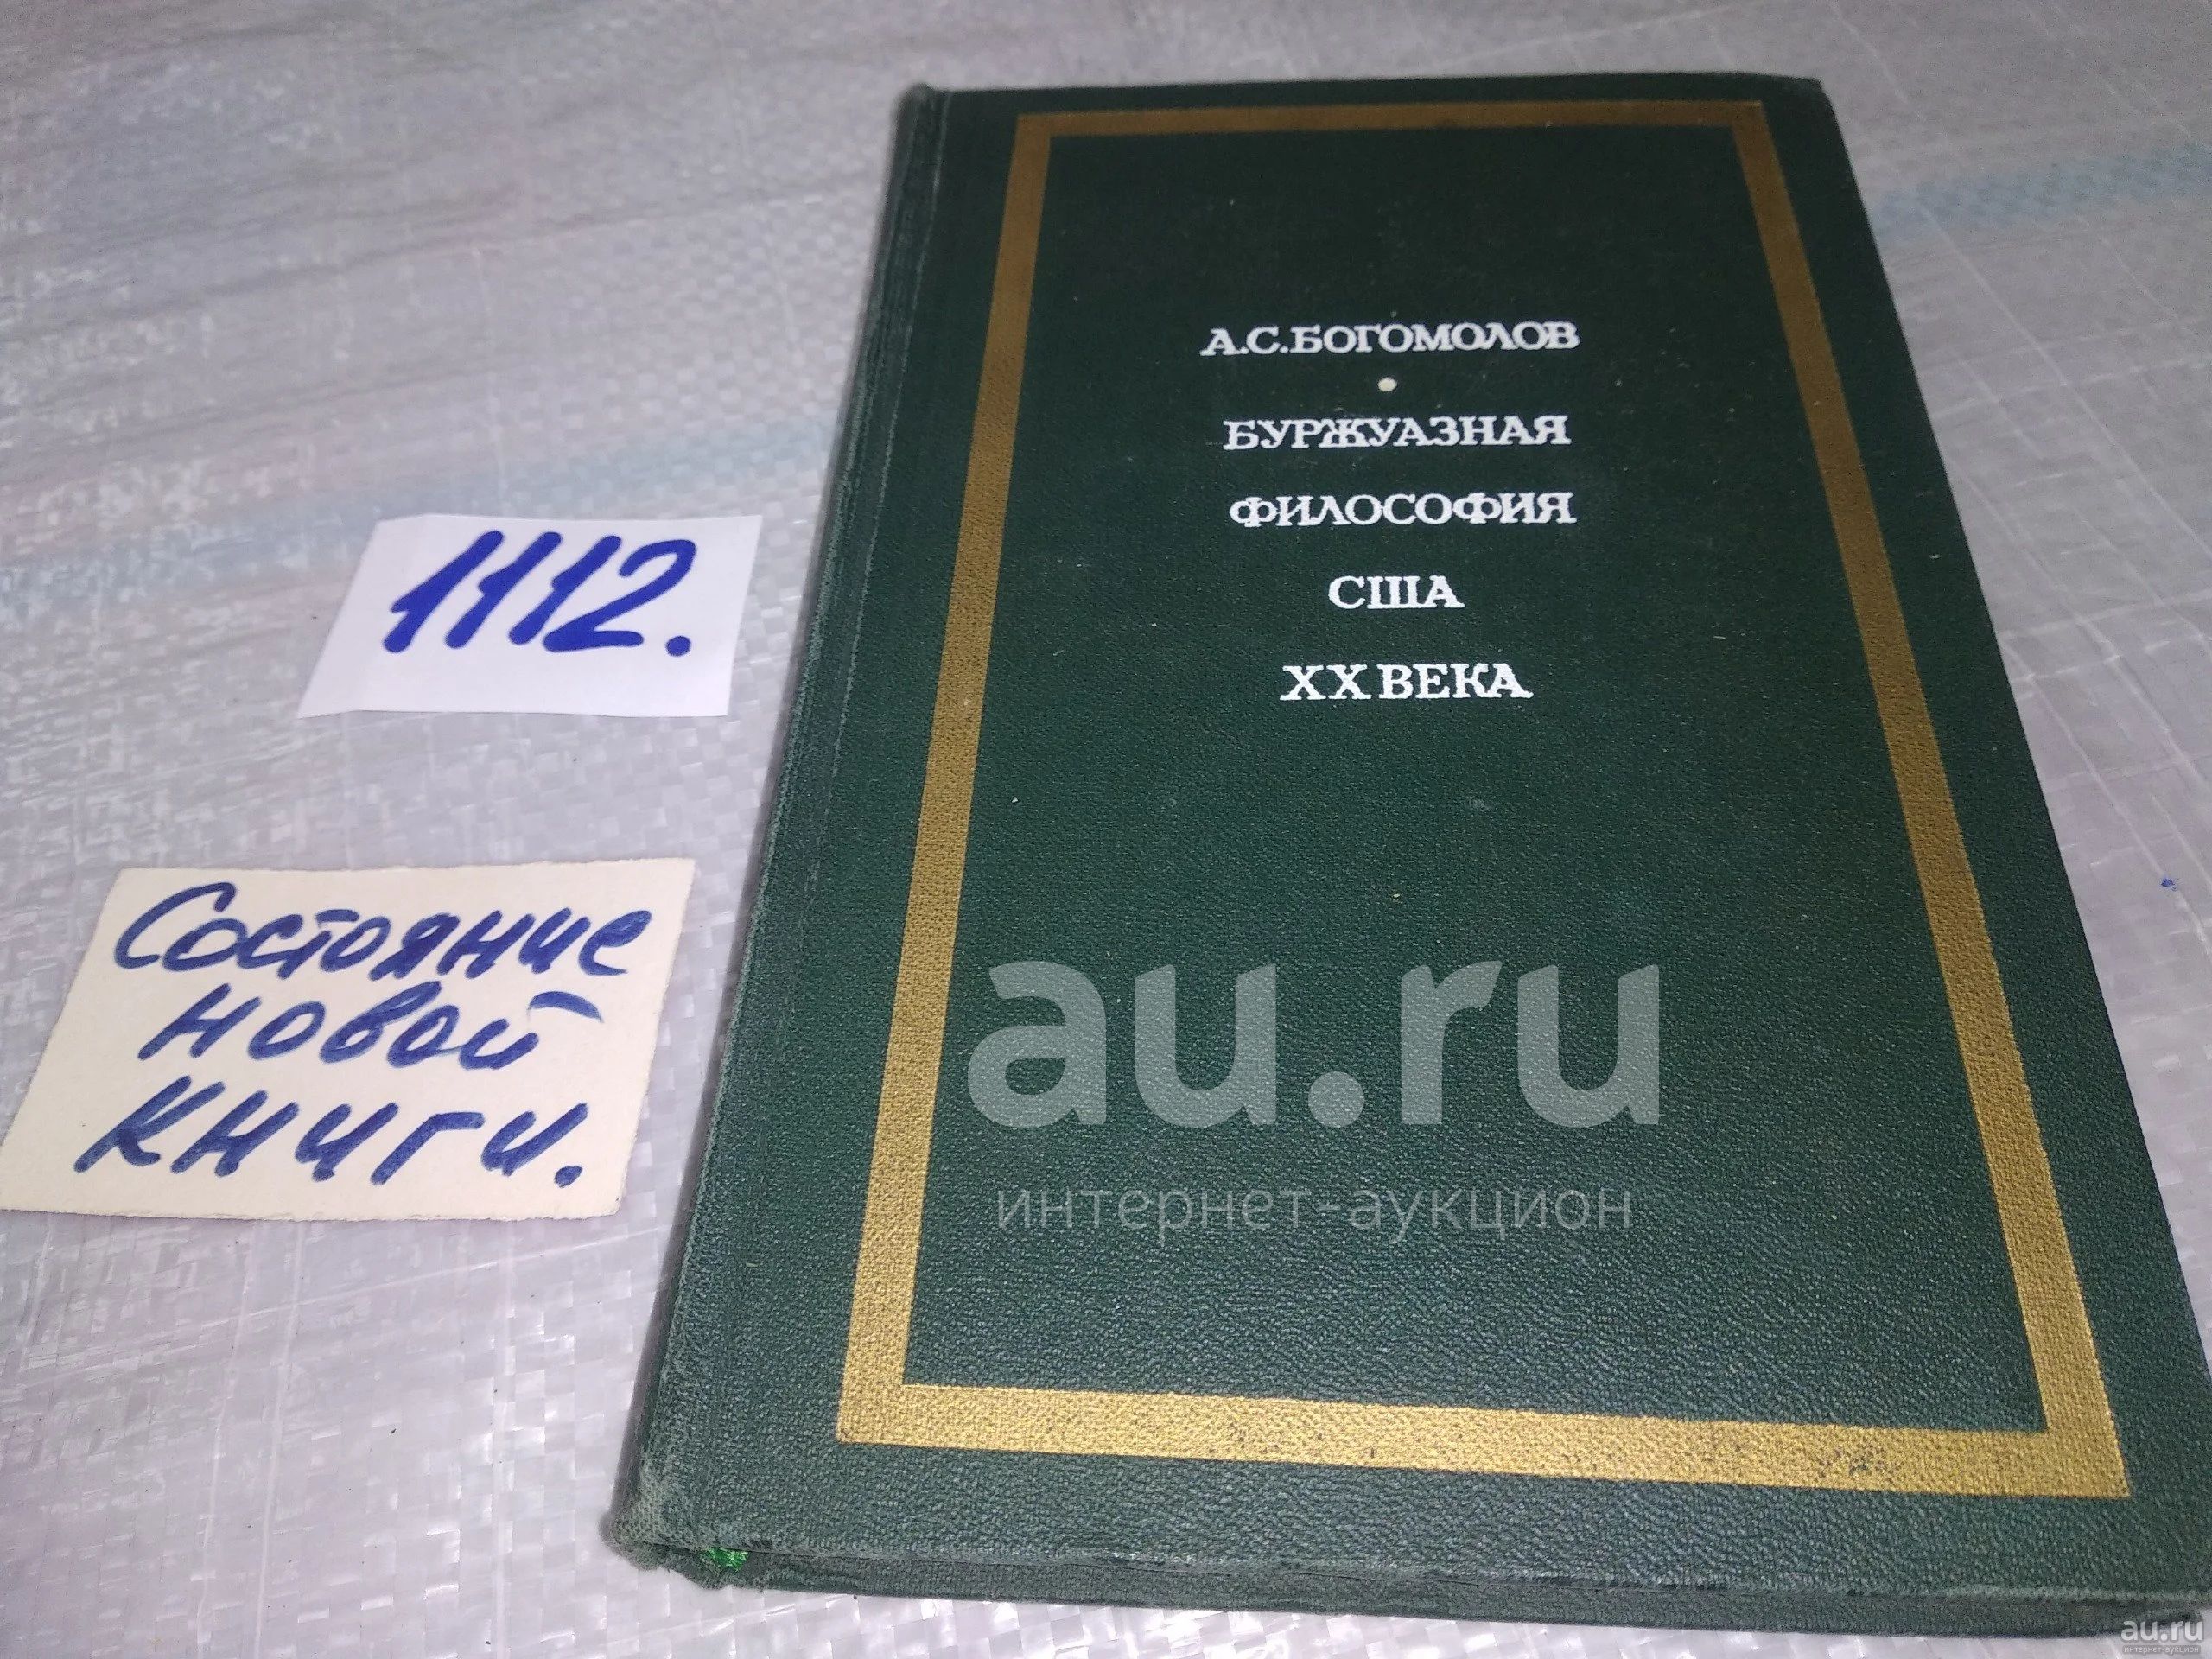 А.С.БОГОМОЛОВ
БУРЖУАЗНАЯ
ФИЛОСОФИЯ
США
XX ВЕКА
1112.
Состояние
новой
книги.
au.ru
интернет-аукцион
au.ru
интернет-аукцион